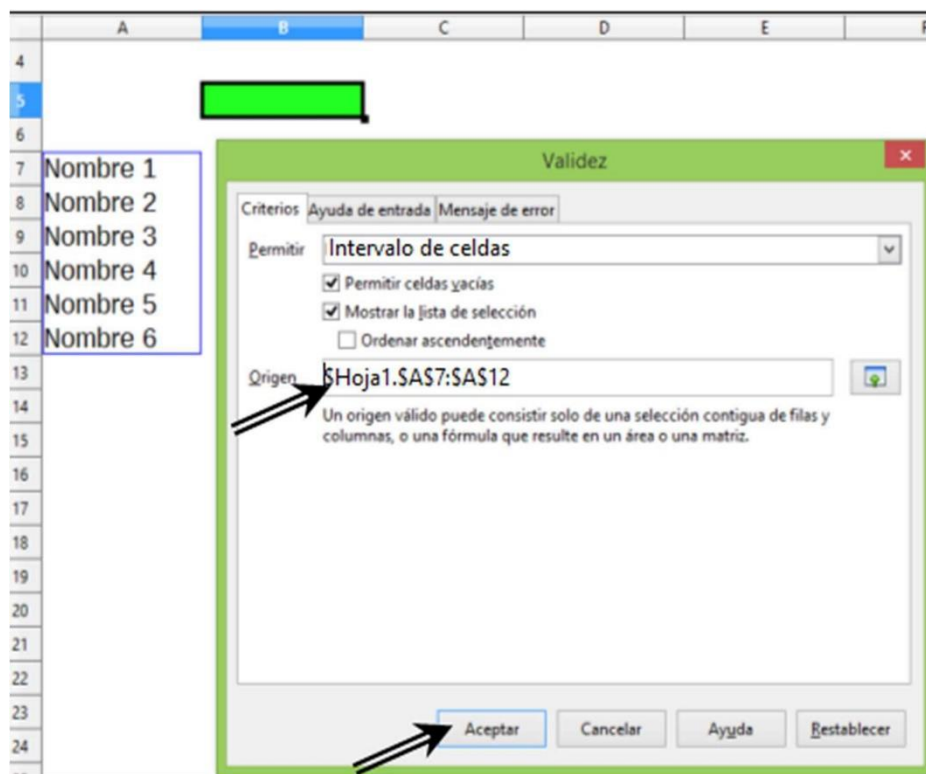 A B C D E F
4
5
6
7 Nombre 1
8 Nombre 2
9 Nombre 3
10 Nombre 4
11 Nombre 5
12 Nombre 6
13
14
15
16
17
18
19
20
21
22
23
24
Validez
Criterios Ayuda de entrada Mensaje de error
Permitir Intervalo de celdas
Permitir celdas vacías
Mostrar la lista de selección
Ordenar ascendentemente
Origen $Hoja1.$A$7:$A$12
Un origen válido puede consistir solo de una selección contigua de filas y
columnas, o una fórmula que resulte en un área o una matriz.
Aceptar Cancelar Ayuda Restablecer